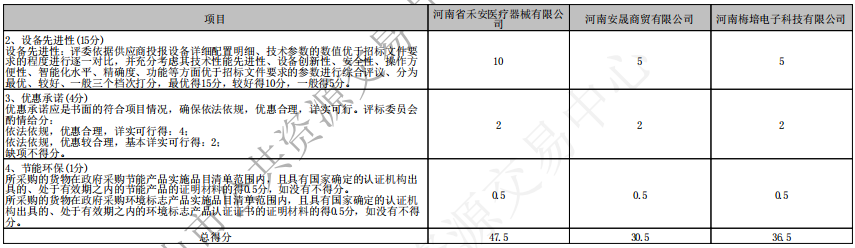 项目
河南省禾安医疗器械有限公
司
河南安晟商贸有限公司
河南梅培电子科技有限公司
2、设备先进性(15分)
设备先进性：评委依据供应商投报设备详细配置明细、技术参数的数值优于招标文件要
求的程度进行逐一对比，并充分考虑其技术性能先进性、设备创新性、安全性、操作方
便性、智能化水平、精确度、功能等方面优于招标文件要求的参数进行综合评议、分为
最优、较好、一般三个档次打分，最优得15分，较好得10分，一般得5分。
10
5
5
3、优惠承诺(4分)
优惠承诺应是书面的符合项目情况，确保依法依规，优惠合理，详实可行。评标委员会
酌情给分：
依法依规，优惠合理，详实可行得：4；
依法依规，优惠较合理，基本详实可行得：2；
缺项不得分。
2
2
2
4、节能环保(1分)
所采购的货物在政府采购节能产品实施品目清单范围内，且具有国家确定的认证机构出
具的、处于有效期之内的节能产品的证明材料的得0.5分，如没有不得分。
所采购的货物在政府采购环境标志产品实施品目清单范围内，且具有国家确定的认证机
构出具的、处于有效期之内的环境标志产品认证证书的证明材料的得0.5分，如没有不得
分。
0.5
0.5
0.5
总得分
47.5
30.5
36.5
共资源交易中心
资源交易中心